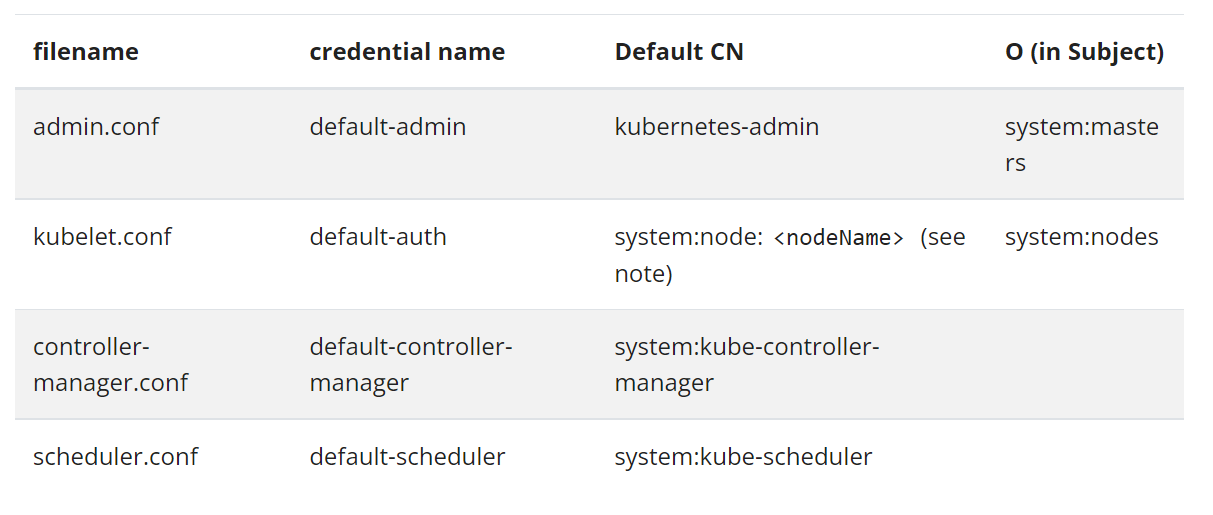 filename credential name Default CN O (in Subject)
admin.conf default-admin kubernetes-admin system:maste
rs
kubelet.conf default-auth system:node: <nodeName> (see system:nodes
note)
controller- default-controller- system:kube-controller-
manager.conf manager manager
scheduler.conf default-scheduler system:kube-scheduler